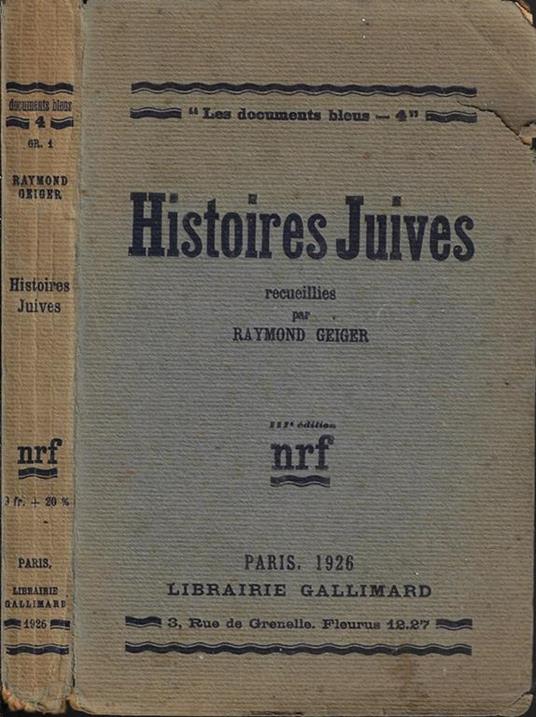 documents bleus
4
GR. 1
RAYMOND
GEIGER
Histoires
Juives
nrf
9 fr. + 20 %
PARIS,
LIBRAIRIE
GALLIMARD
1926
"Les documents bleus — 4"
Histoires Juives
recueillies
par
RAYMOND GEIGER
édition
nrf
PARIS. 1926
LIBRAIRIE GALLIMARD
3, Rue de Grenelle. Fleurus 12.27